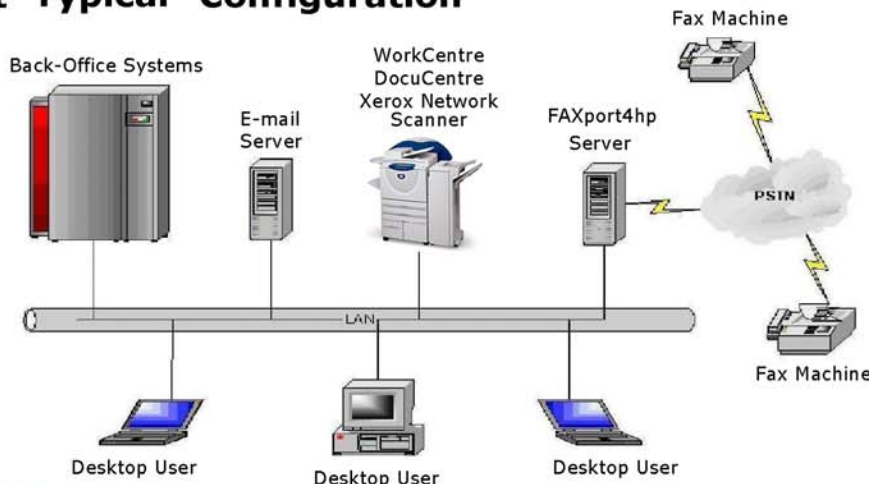 Typical Configuration
Fax Machine
Back-Office Systems
WorkCentre
DocuCentre
Xerox Network
Scanner
E-mail
Server
FAXport4hp
Server
PSTN
LAN
Fax Machine
Desktop User
Desktop User
Desktop User